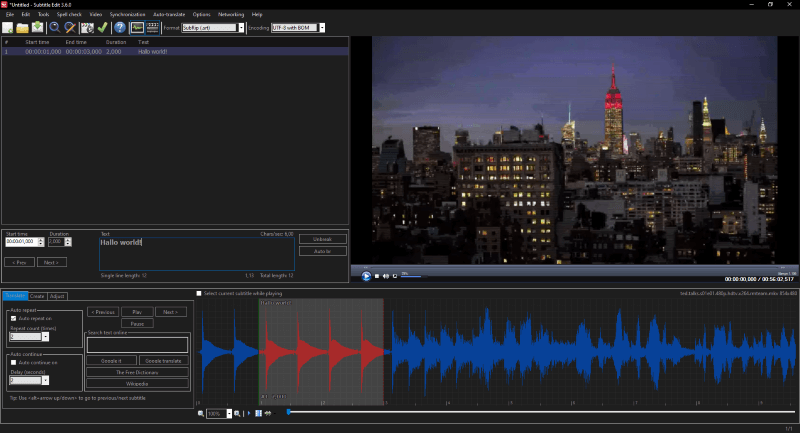 *Untitled - Subtitle Edit 3.6.0
File Edit Tools Spell check Video Synchronization Auto-translate Options Networking Help
Format SubRip (.srt) Encoding UTF-8 with BOM
# Start time End time Duration Text
1 00:00:01,000 00:00:03,000 2,000 Hallo world!
Start time Duration Text Chars/sec: 6,00
00:00:01,000 2,000 Hallo world! Unbreak
Auto br
< Prev Next >
Single line length: 12 Total length: 12
00:00:00,000 / 00:56:02,517
Translate Create Adjust
Select current subtitle while playing
Auto repeat
Auto repeat on
Repeat count (times)
Auto continue
Auto continue on
Delay (seconds)
Tip: Use <alt+arrow up/down> to go to previous/next subtitle
< Previous Play Next >
Pause
Search text online
Google it Google translate
The Free Dictionary
Wikipedia
Hallo world!
100%
1/1